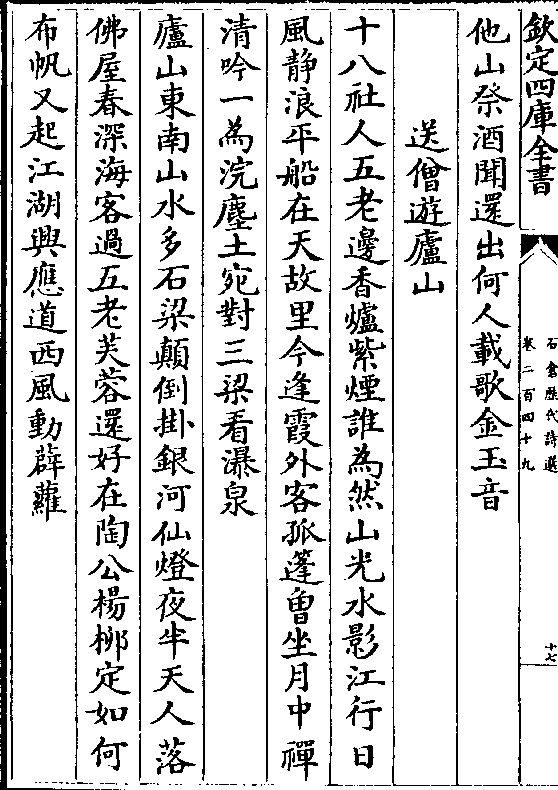 欽定四庫全書
石倉歴代詩選
卷二百四十九
十七
他山祭酒聞還出何人載歌金玉音
送僧遊廬山
十八社人五老邊香爐紫煙誰為然山光水影江行日
風静浪平船在天故里今逢霞外客孤篷曽坐月中禪
清吟一為浣塵土宛對三梁看瀑泉
廬山東南山水多石梁顛倒掛銀河仙燈夜半天人落
佛屋春深海客過五老芙蓉還好在陶公楊栁定如何
布帆又起江湖興應道西風動薜蘿